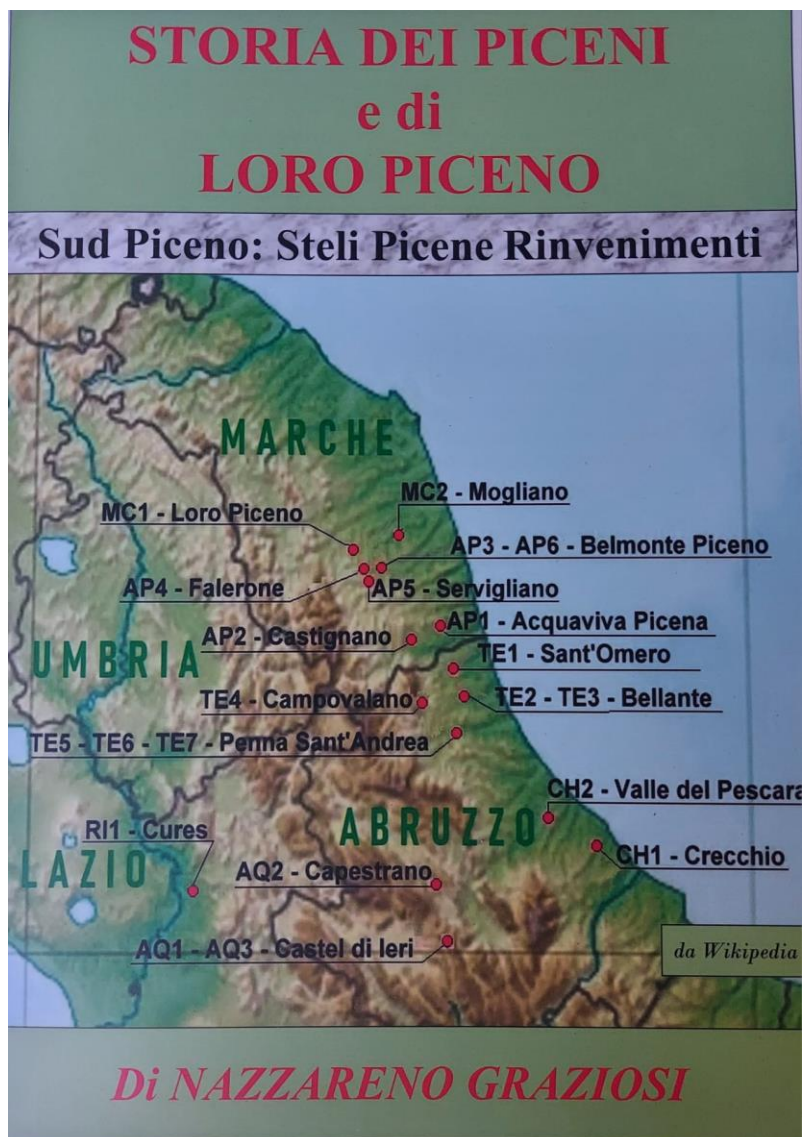 STORIA DEI PICENI
e di
LORO PICENO
Sud Piceno: Steli Picene Rinvenimenti
MARCHE
MC2 - Mogliano
MC1 - Loro Piceno
AP3 - AP6 - Belmonte Piceno
AP4 - Falerone
AP5 - Servigliano
AP1 - Acquaviva Picena
AP2 - Castignano
UMBRIA
TE1 - Sant'Omero
TE4 - Campovalano
TE2 - TE3 - Bellante
TE5 - TE6 - TE7 - Penna Sant'Andrea
CH2 - Valle del Pescara
ABRUZZO
RI1 - Cures
CH1 - Crecchio
LAZIO
AQ2 - Capestrano
AQ1 - AQ3 - Castel di Ieri
da Wikipedia
Di NAZZARENO GRAZIOSI